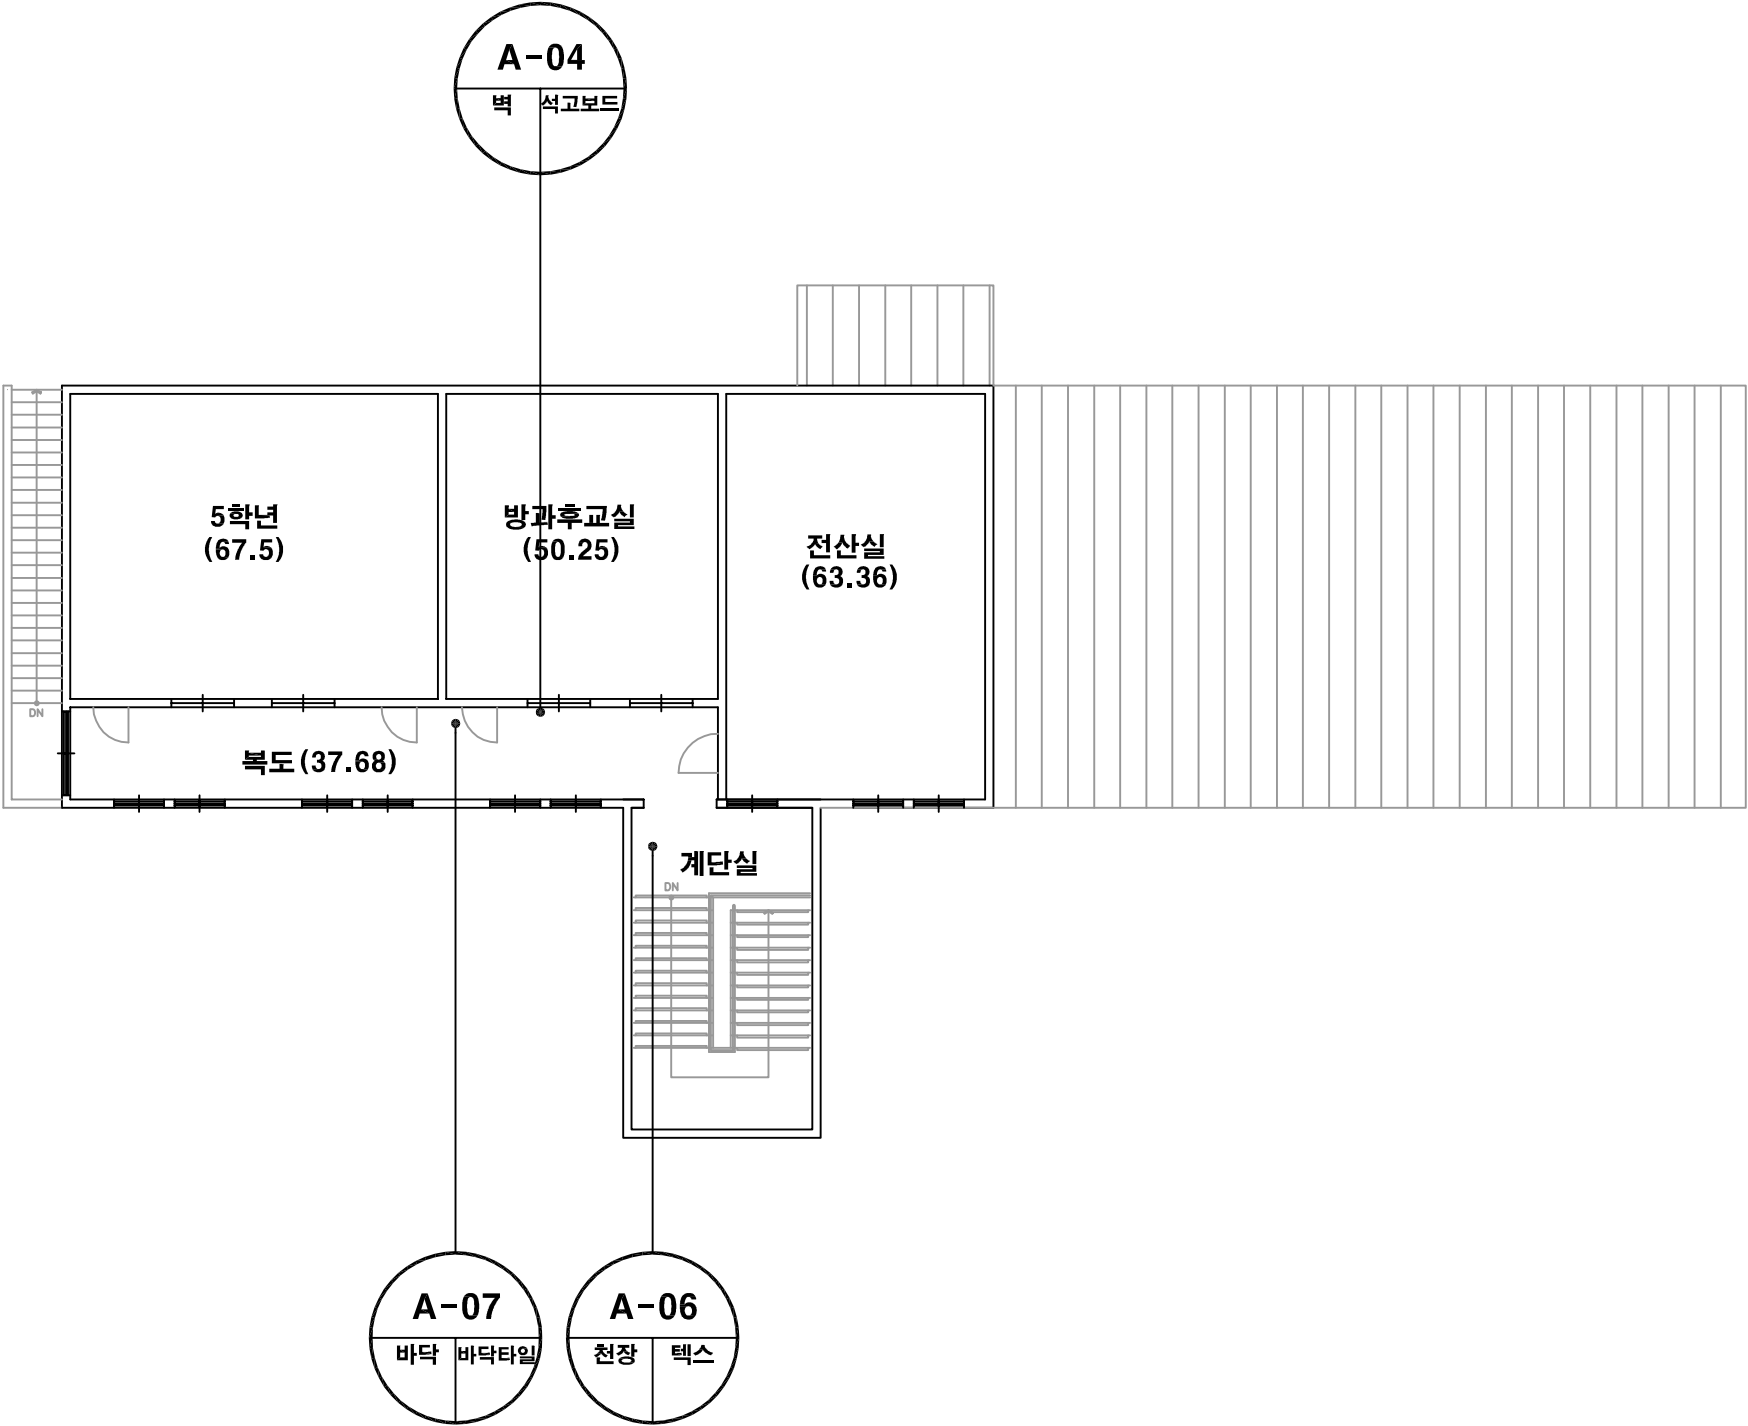 A-04
벽 석고보드
5학년
(67.5)
방과후교실
(50.25)
전산실
(63.36)
DN
복도(37.68)
계단실
DN
A-07
바닥 바닥타일
A-06
천장 텍스